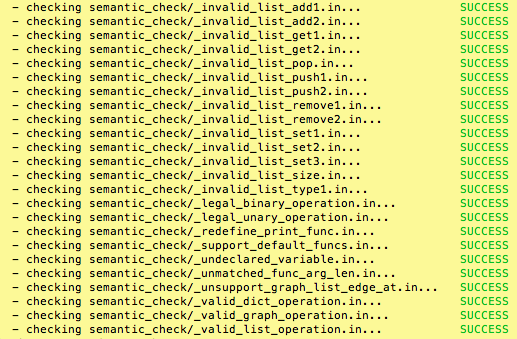 - checking semantic_check/_invalid_list_add1.in... SUCCESS
- checking semantic_check/_invalid_list_add2.in... SUCCESS
- checking semantic_check/_invalid_list_get1.in... SUCCESS
- checking semantic_check/_invalid_list_get2.in... SUCCESS
- checking semantic_check/_invalid_list_pop.in... SUCCESS
- checking semantic_check/_invalid_list_push1.in... SUCCESS
- checking semantic_check/_invalid_list_push2.in... SUCCESS
- checking semantic_check/_invalid_list_remove1.in... SUCCESS
- checking semantic_check/_invalid_list_remove2.in... SUCCESS
- checking semantic_check/_invalid_list_set1.in... SUCCESS
- checking semantic_check/_invalid_list_set2.in... SUCCESS
- checking semantic_check/_invalid_list_set3.in... SUCCESS
- checking semantic_check/_invalid_list_size.in... SUCCESS
- checking semantic_check/_invalid_list_type1.in... SUCCESS
- checking semantic_check/_legal_binary_operation.in... SUCCESS
- checking semantic_check/_legal_unary_operation.in... SUCCESS
- checking semantic_check/_redefine_print_func.in... SUCCESS
- checking semantic_check/_support_default_funcs.in... SUCCESS
- checking semantic_check/_undeclared_variable.in... SUCCESS
- checking semantic_check/_unmatched_func_arg_len.in... SUCCESS
- checking semantic_check/_unsupport_graph_list_edge_at.in... SUCCESS
- checking semantic_check/_valid_dict_operation.in... SUCCESS
- checking semantic_check/_valid_graph_operation.in... SUCCESS
- checking semantic_check/_valid_list_operation.in... SUCCESS